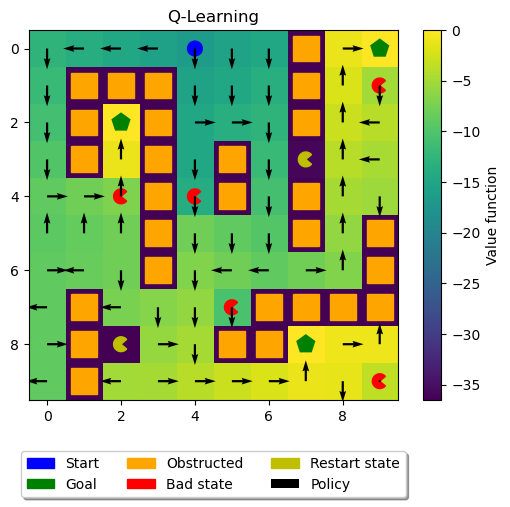 Q-Learning
0
2
4
6
8
0 2 4 6 8
0
−5
−10
−15
−20
−25
−30
−35
Value function
Start Obstructed Restart state
Goal Bad state Policy